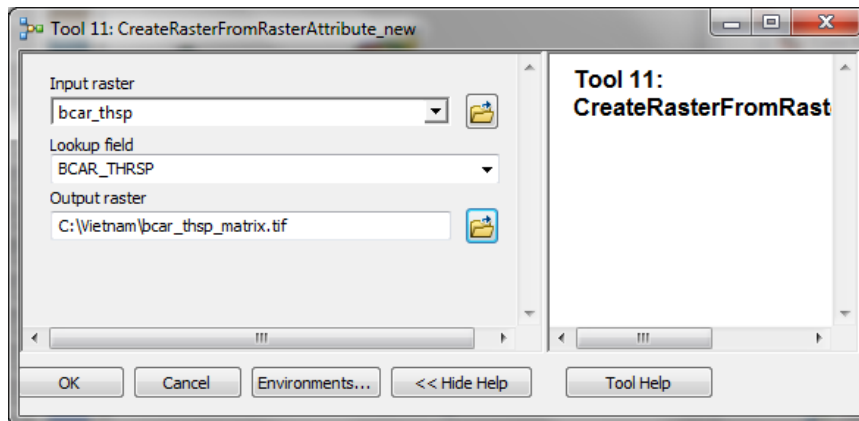 Tool 11: CreateRasterFromRasterAttribute_new
Input raster
bcar_thsp
Lookup field
BCAR_THRSP
Output raster
C:\Vietnam\bcar_thsp_matrix.tif
Tool 11:
CreateRasterFromRast
OK
Cancel
Environments...
<< Hide Help
Tool Help